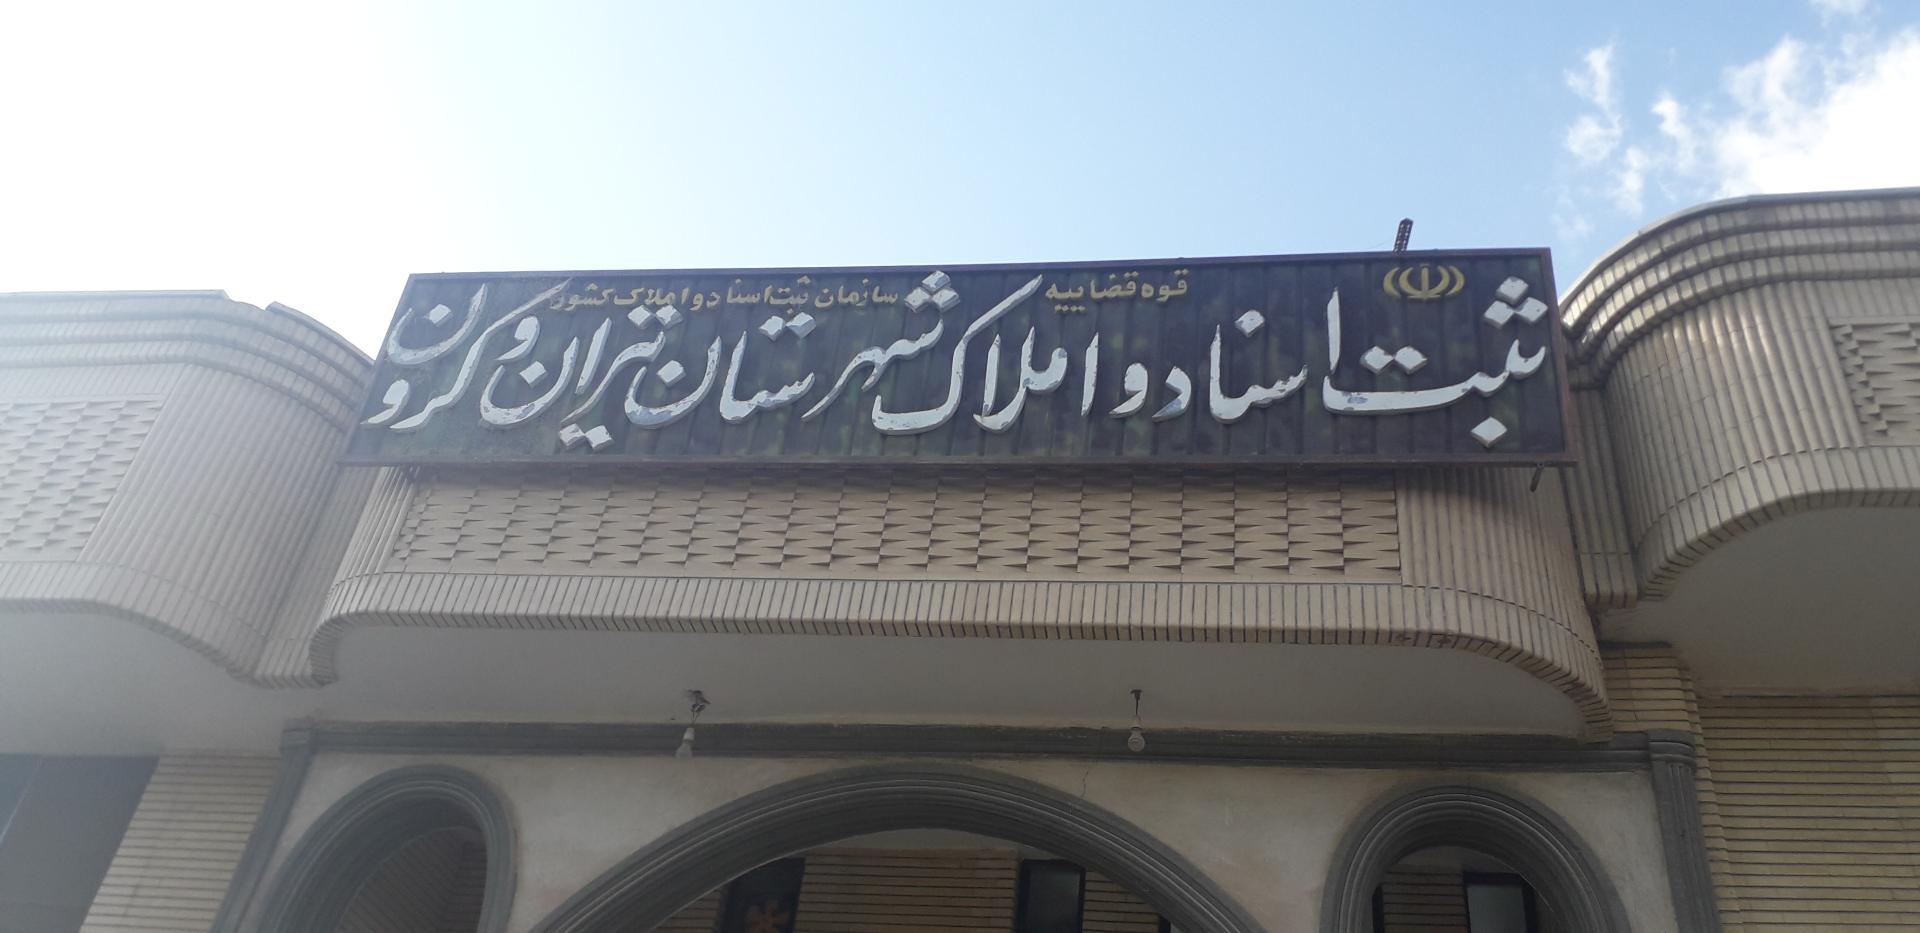 قوه قضاییه سازمان ثبت اسناد و املاک کشور
ثبت اسناد و املاک شهرستان تیران و کرون